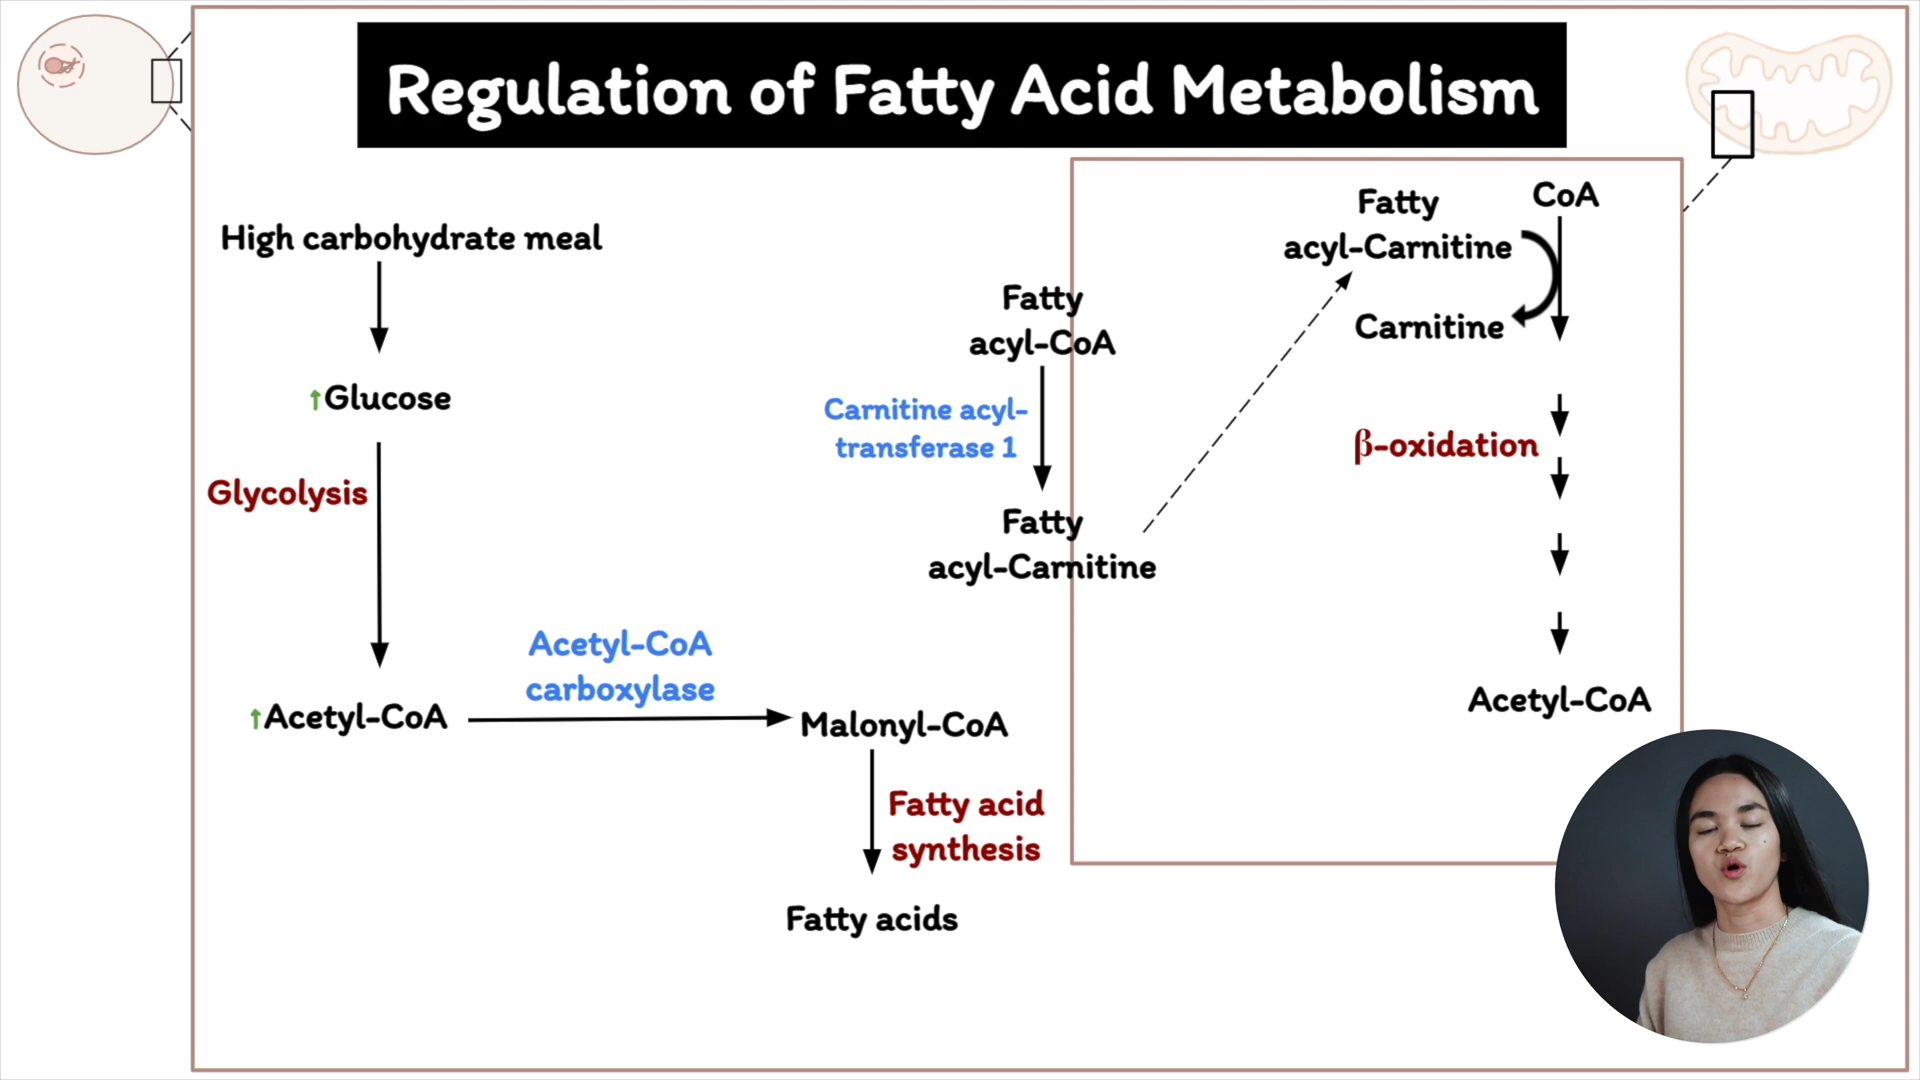 Regulation of Fatty Acid Metabolism
High carbohydrate meal
↑Glucose
Glycolysis
↑Acetyl-CoA
Acetyl-CoA
carboxylase
Malonyl-CoA
Fatty acid
synthesis
Fatty acids
Fatty
acyl-CoA
Carnitine acyl-
transferase 1
Fatty
acyl-Carnitine
Fatty
acyl-Carnitine
CoA
Carnitine
β-oxidation
Acetyl-CoA